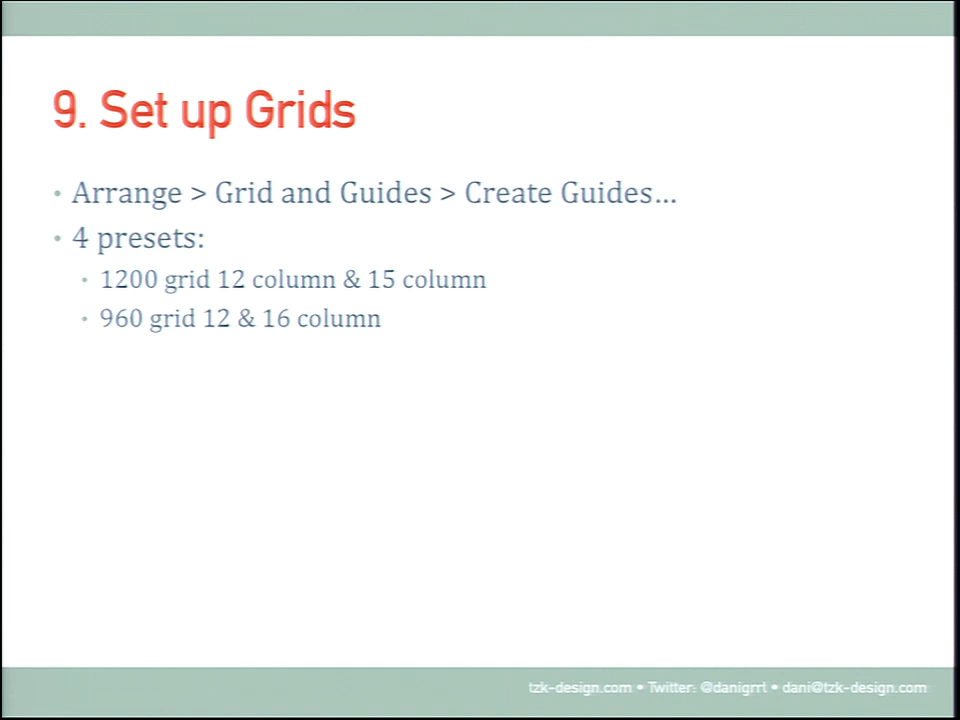 9. Set up Grids
• Arrange > Grid and Guides > Create Guides...
• 4 presets:
• 1200 grid 12 column & 15 column
• 960 grid 12 & 16 column
tzk-design.com • Twitter: @danigrrl • dani@tzk-design.com